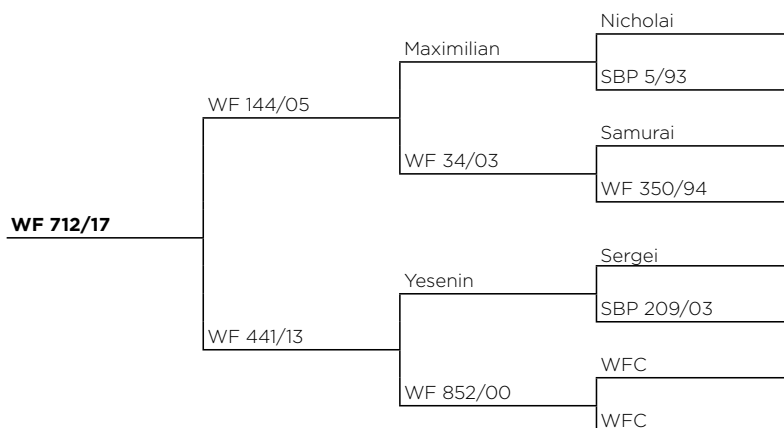 Nicholai
Maximilian
SBP 5/93
WF 144/05
Samurai
WF 34/03
WF 350/94
WF 712/17
Sergei
Yesenin
SBP 209/03
WF 441/13
WFC
WF 852/00
WFC